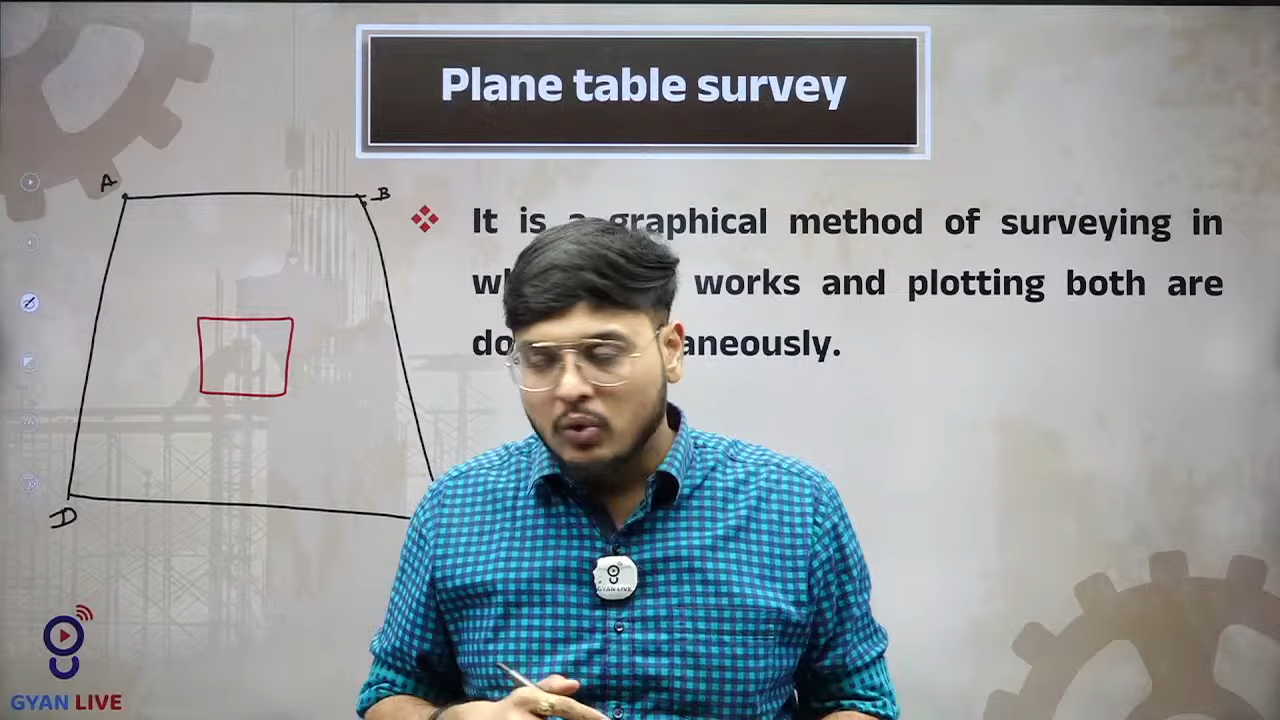 Plane table survey
A
B
It is a graphical method of surveying in
works and plotting both are
D
GYAN LIVE
GYAN LIVE